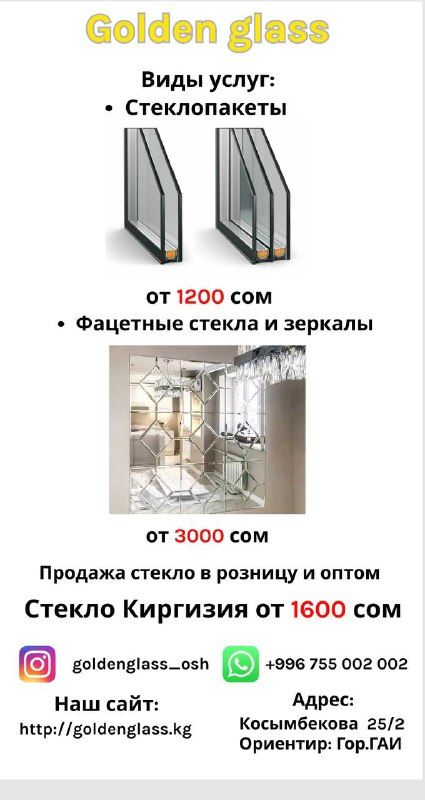 Golden glass
Виды услуг:
• Стеклопакеты
от 1200 сом
• Фацетные стекла и зеркалы
от 3000 сом
Продажа стекло в розницу и оптом
Стекло Киргизия от 1600 сом
goldenglass_osh
+996 755 002 002
Наш сайт:
http://goldenglass.kg
Адрес:
Косымбекова 25/2
Ориентир: Гор.ГАИ